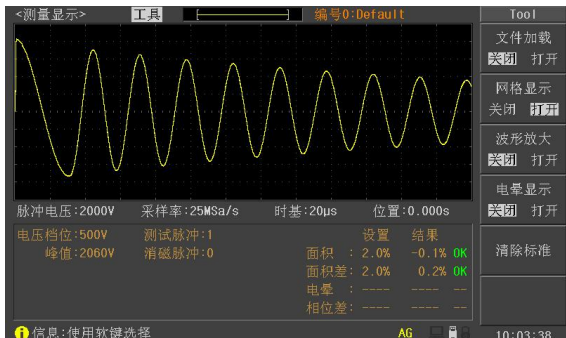 <测量显示> 工具 编号0:Default
Tool
文件加载
关闭 打开
网格显示
关闭 打开
波形放大
关闭 打开
电晕显示
关闭 打开
清除标准
脉冲电压:2000V 采样率:25MSa/s 时基:20μs 位置:0.000s
电压档位:500V 测试脉冲:1 设置 结果
峰值:2060V 消磁脉冲:0 面积 : 2.0% -0.1% OK
面积差: 2.0% 0.2% OK
电晕 : ---- ---- --
相位差: ---- ---- --
信息:使用软键选择 AG 10:03:38